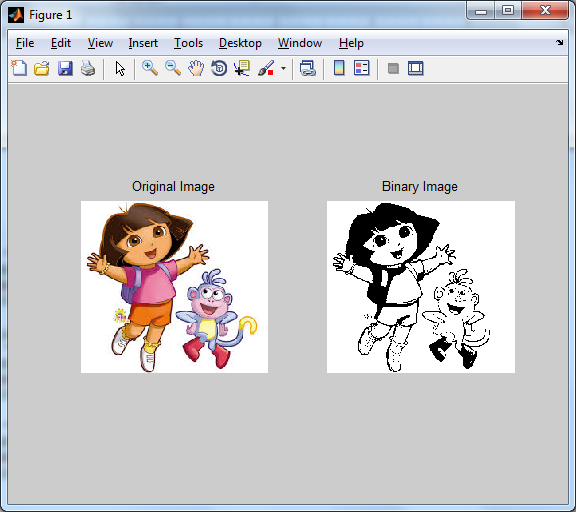 Figure 1
File Edit View Insert Tools Desktop Window Help
Original Image Binary Image